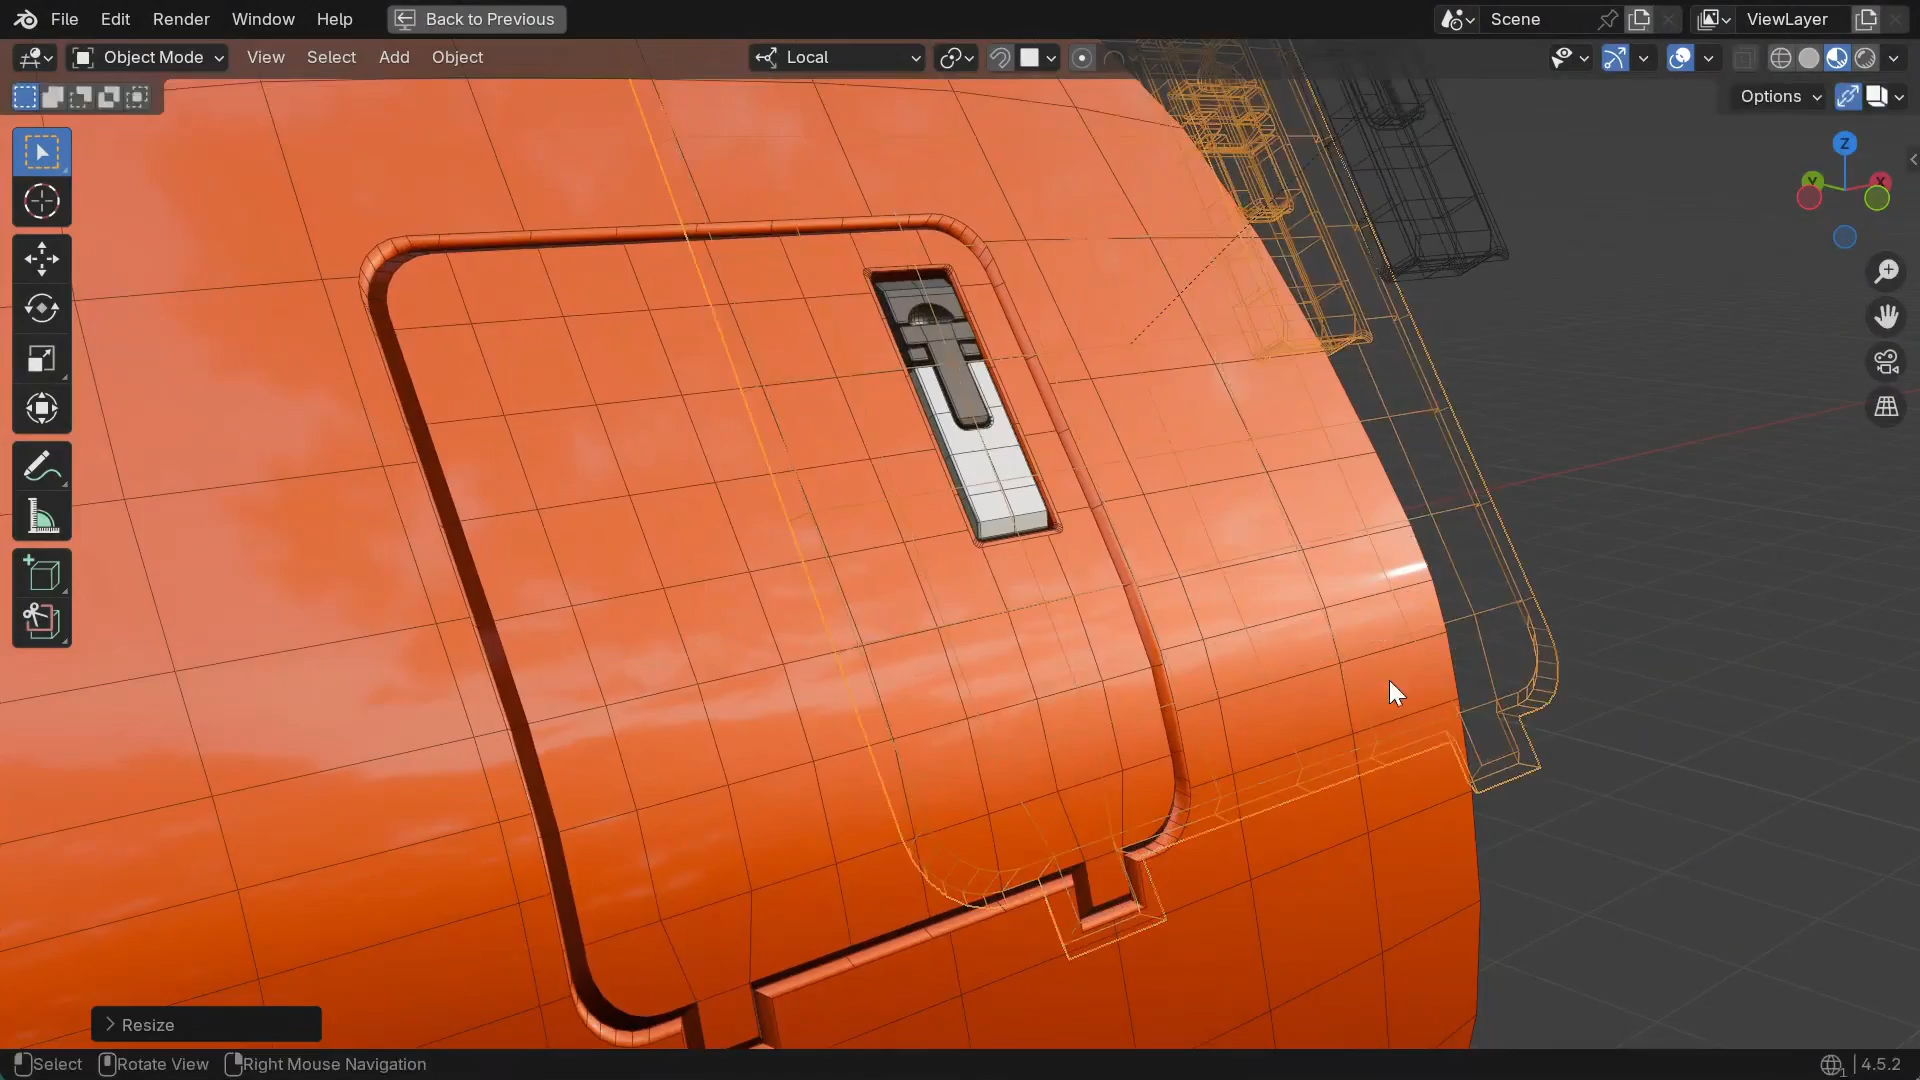 File Edit Render Window Help Back to Previous Scene ViewLayer
Object Mode View Select Add Object Local
Options
Z
Y X
Resize
Select Rotate View Right Mouse Navigation 1 4.5.2